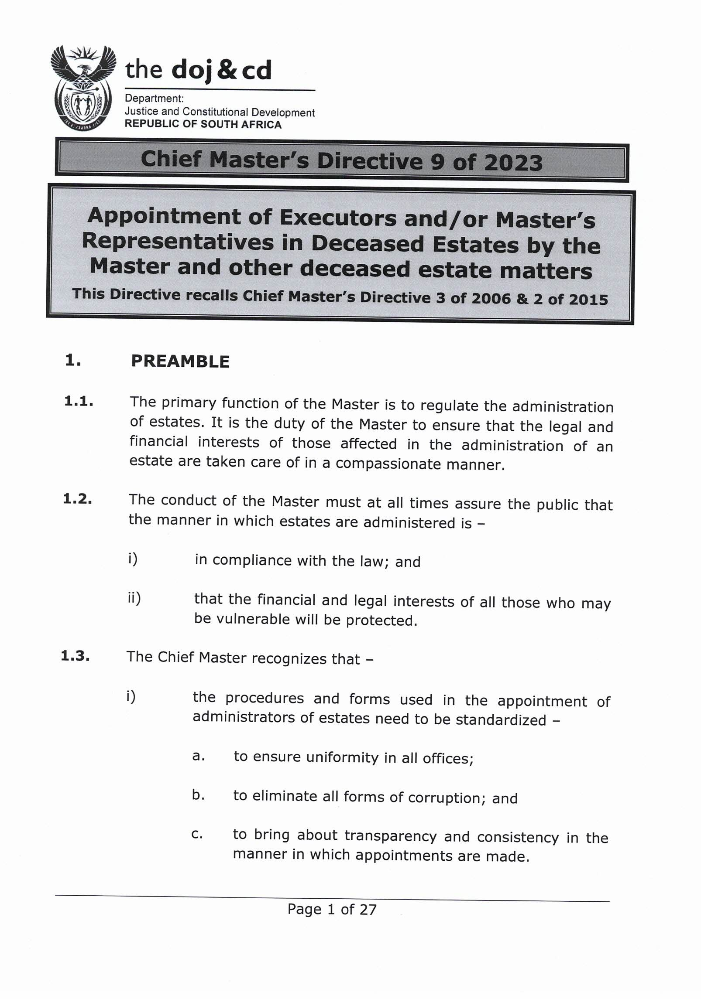 the doj & cd
Department:
Justice and Constitutional Development
REPUBLIC OF SOUTH AFRICA
Chief Master's Directive 9 of 2023
Appointment of Executors and/or Master's
Representatives in Deceased Estates by the
Master and other deceased estate matters
This Directive recalls Chief Master's Directive 3 of 2006 & 2 of 2015
1. PREAMBLE
1.1. The primary function of the Master is to regulate the administration
of estates. It is the duty of the Master to ensure that the legal and
financial interests of those affected in the administration of an
estate are taken care of in a compassionate manner.
1.2. The conduct of the Master must at all times assure the public that
the manner in which estates are administered is –
i) in compliance with the law; and
ii) that the financial and legal interests of all those who may
be vulnerable will be protected.
1.3. The Chief Master recognizes that –
i) the procedures and forms used in the appointment of
administrators of estates need to be standardized –
a. to ensure uniformity in all offices;
b. to eliminate all forms of corruption; and
c. to bring about transparency and consistency in the
manner in which appointments are made.
Page 1 of 27